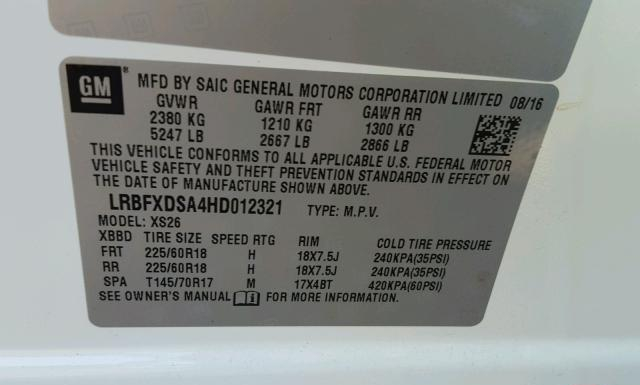 GM ® MFD BY SAIC GENERAL MOTORS CORPORATION LIMITED 08/16
GVWR GAWR FRT GAWR RR
2380 KG 1210 KG 1300 KG
5247 LB 2667 LB 2866 LB
THIS VEHICLE CONFORMS TO ALL APPLICABLE U.S. FEDERAL MOTOR
VEHICLE SAFETY AND THEFT PREVENTION STANDARDS IN EFFECT ON
THE DATE OF MANUFACTURE SHOWN ABOVE.
LRBFXDSA4HD012321 TYPE: M.P.V.
MODEL: XS26
XBBD TIRE SIZE SPEED RTG RIM COLD TIRE PRESSURE
FRT 225/60R18 H 18X7.5J 240KPA(35PSI)
RR 225/60R18 H 18X7.5J 240KPA(35PSI)
SPA T145/70R17 M 17X4BT 420KPA(60PSI)
SEE OWNER'S MANUAL FOR MORE INFORMATION.